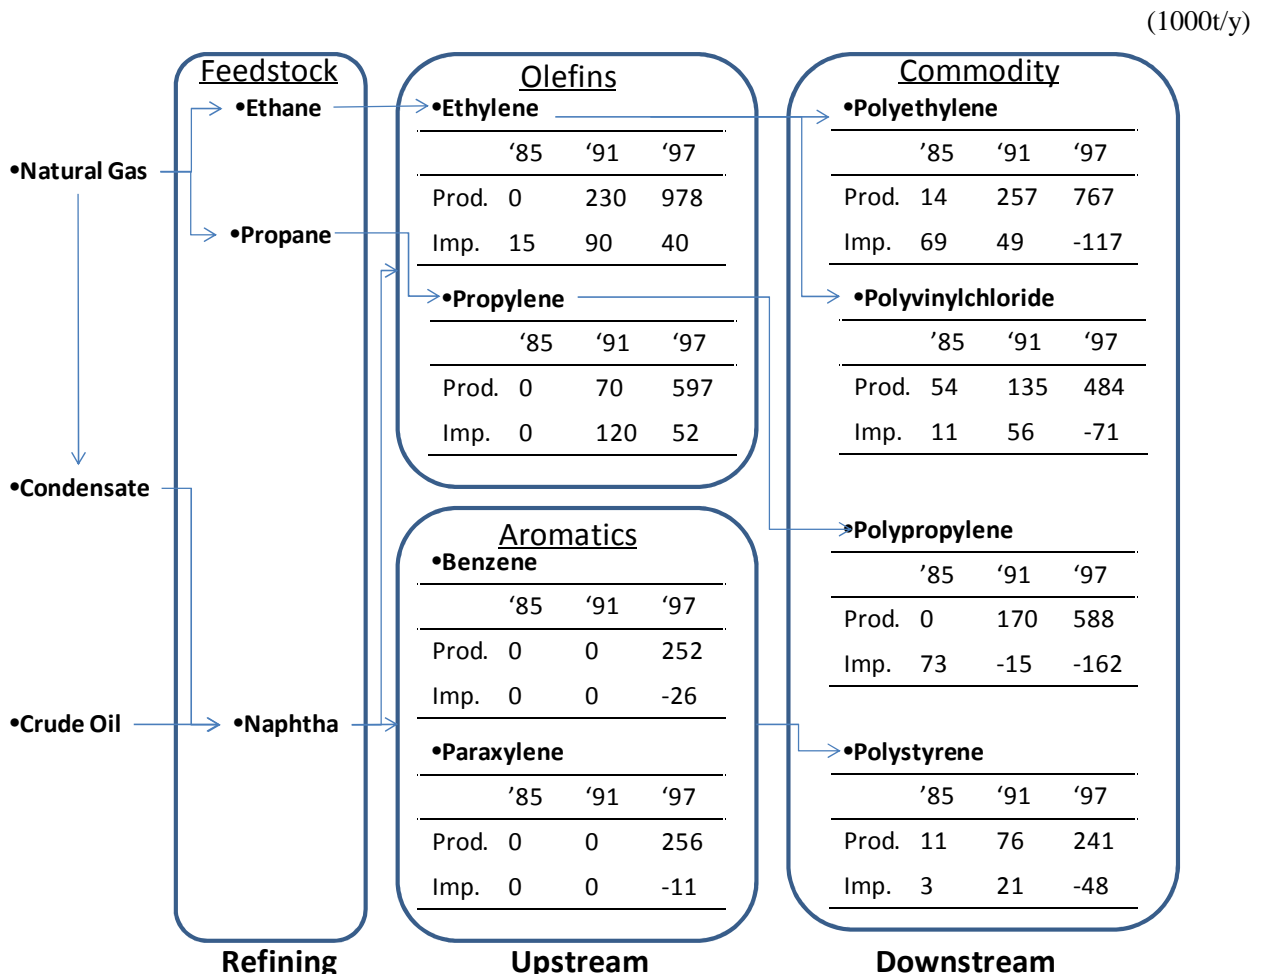 (1000t/y)
Feedstock
•Ethane
•Natural Gas
•Propane
•Condensate
•Crude Oil
•Naphtha
Refining
Olefins
•Ethylene
‘85 ‘91 ‘97
Prod. 0 230 978
Imp. 15 90 40
•Propylene
‘85 ‘91 ‘97
Prod. 0 70 597
Imp. 0 120 52
Aromatics
•Benzene
‘85 ‘91 ‘97
Prod. 0 0 252
Imp. 0 0 -26
•Paraxylene
’85 ‘91 ‘97
Prod. 0 0 256
Imp. 0 0 -11
Upstream
Commodity
•Polyethylene
’85 ‘91 ‘97
Prod. 14 257 767
Imp. 69 49 -117
•Polyvinylchloride
’85 ‘91 ‘97
Prod. 54 135 484
Imp. 11 56 -71
•Polypropylene
’85 ‘91 ‘97
Prod. 0 170 588
Imp. 73 -15 -162
•Polystyrene
’85 ‘91 ‘97
Prod. 11 76 241
Imp. 3 21 -48
Downstream